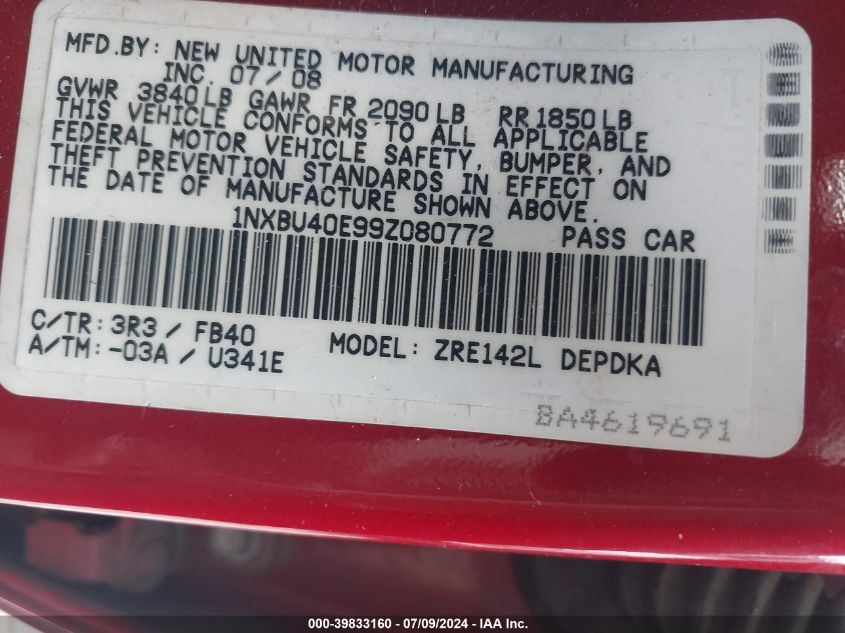 MFD.BY: NEW UNITED MOTOR MANUFACTURING
INC. 07/08
GVWR 3840LB GAWR FR 2090LB RR 1850LB
THIS VEHICLE CONFORMS TO ALL APPLICABLE
FEDERAL MOTOR VEHICLE SAFETY, BUMPER, AND
THEFT PREVENTION STANDARDS IN EFFECT ON
THE DATE OF MANUFACTURE SHOWN ABOVE.
1NXBU40E99Z080772 PASS CAR
C/TR: 3R3 / FB40
A/TM: -03A / U341E MODEL: ZRE142L DEPDKA
BA4619691
000-39833160 - 07/09/2024 - IAA Inc.